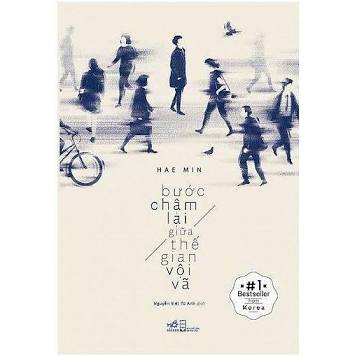 HAE MIN
bước
chậm
lại
giữa
thế
gian
vội
vã
Nguyễn Việt Tú Anh dịch
#1
Bestseller
from
Korea